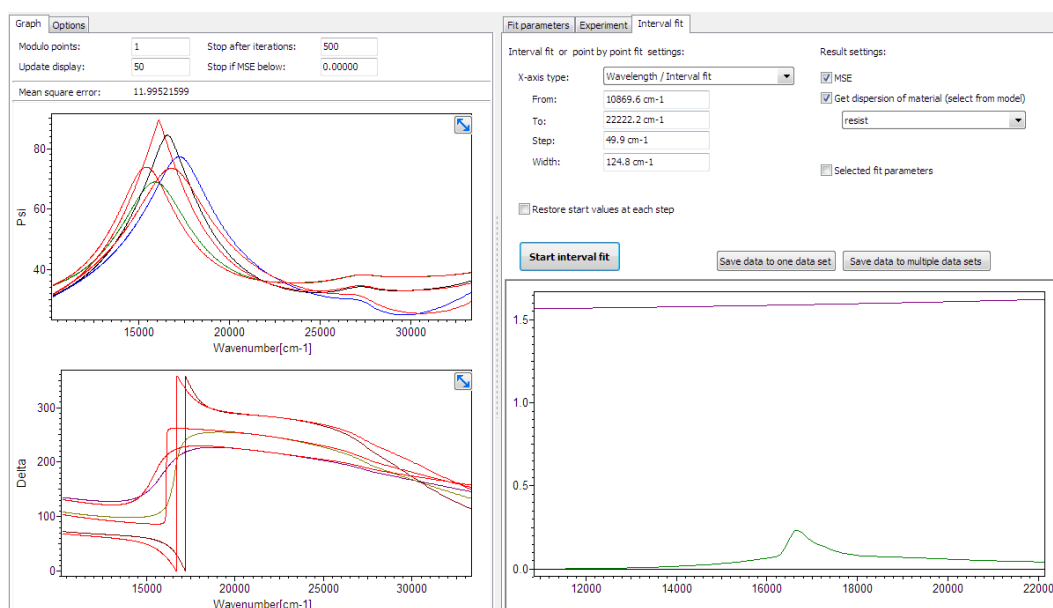 Graph Options
Modulo points: 1 Stop after iterations: 500
Update display: 50 Stop if MSE below: 0.00000
Mean square error: 11.99521599
80
60
40
Psi
15000 20000 25000 30000
Wavenumber[cm-1]
300
200
100
0
Delta
15000 20000 25000 30000
Wavenumber[cm-1]
Fit parameters Experiment Interval fit
Interval fit or point by point fit settings: Result settings:
X-axis type: Wavelength / Interval fit MSE
From: 10869.6 cm-1 Get dispersion of material (select from model)
To: 22222.2 cm-1 resist
Step: 49.9 cm-1
Width: 124.8 cm-1 Selected fit parameters
Restore start values at each step
Start interval fit Save data to one data set Save data to multiple data sets
1.5
1.0
0.5
0.0
12000 14000 16000 18000 20000 22000